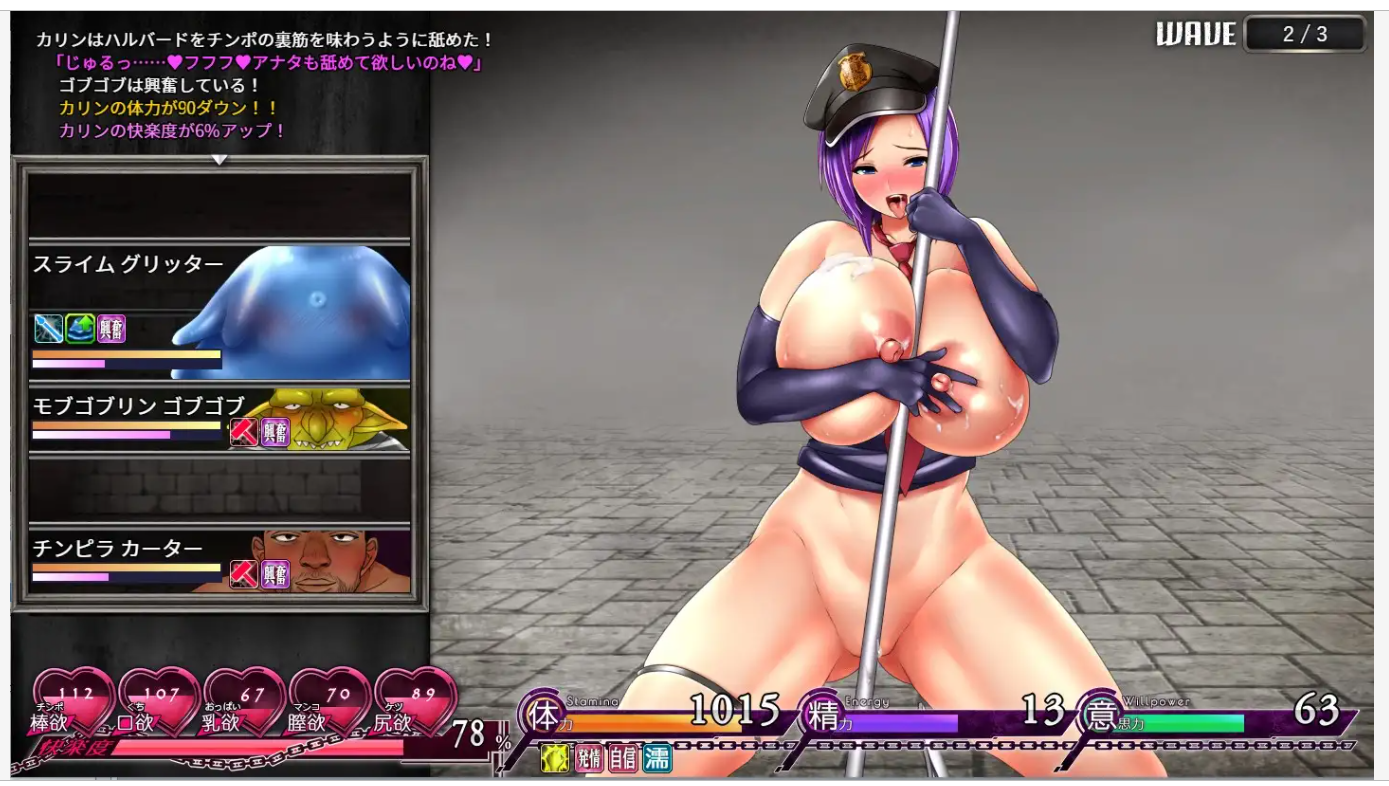 カリンはハルバードをチンポの裏筋を味わうように舐めた！
「じゅるっ……♥フフフ♥アナタも舐めて欲しいのね♥」
ゴブゴブは興奮している！
カリンの体力が90ダウン！！
カリンの快楽度が6%アップ！
WAVE 2/3
スライム グリッター
興奮
モブゴブリン ゴブゴブ
興奮
チンピラ カーター
興奮
112 107 67 70 89
チンポ くち おっぱい マンコ ケツ
棒欲 口欲 乳欲 膣欲 尻欲
快楽度 78%
体力 Stamina 1015
精力 Energy 13
意思力 Willpower 63
発情 自信 濡